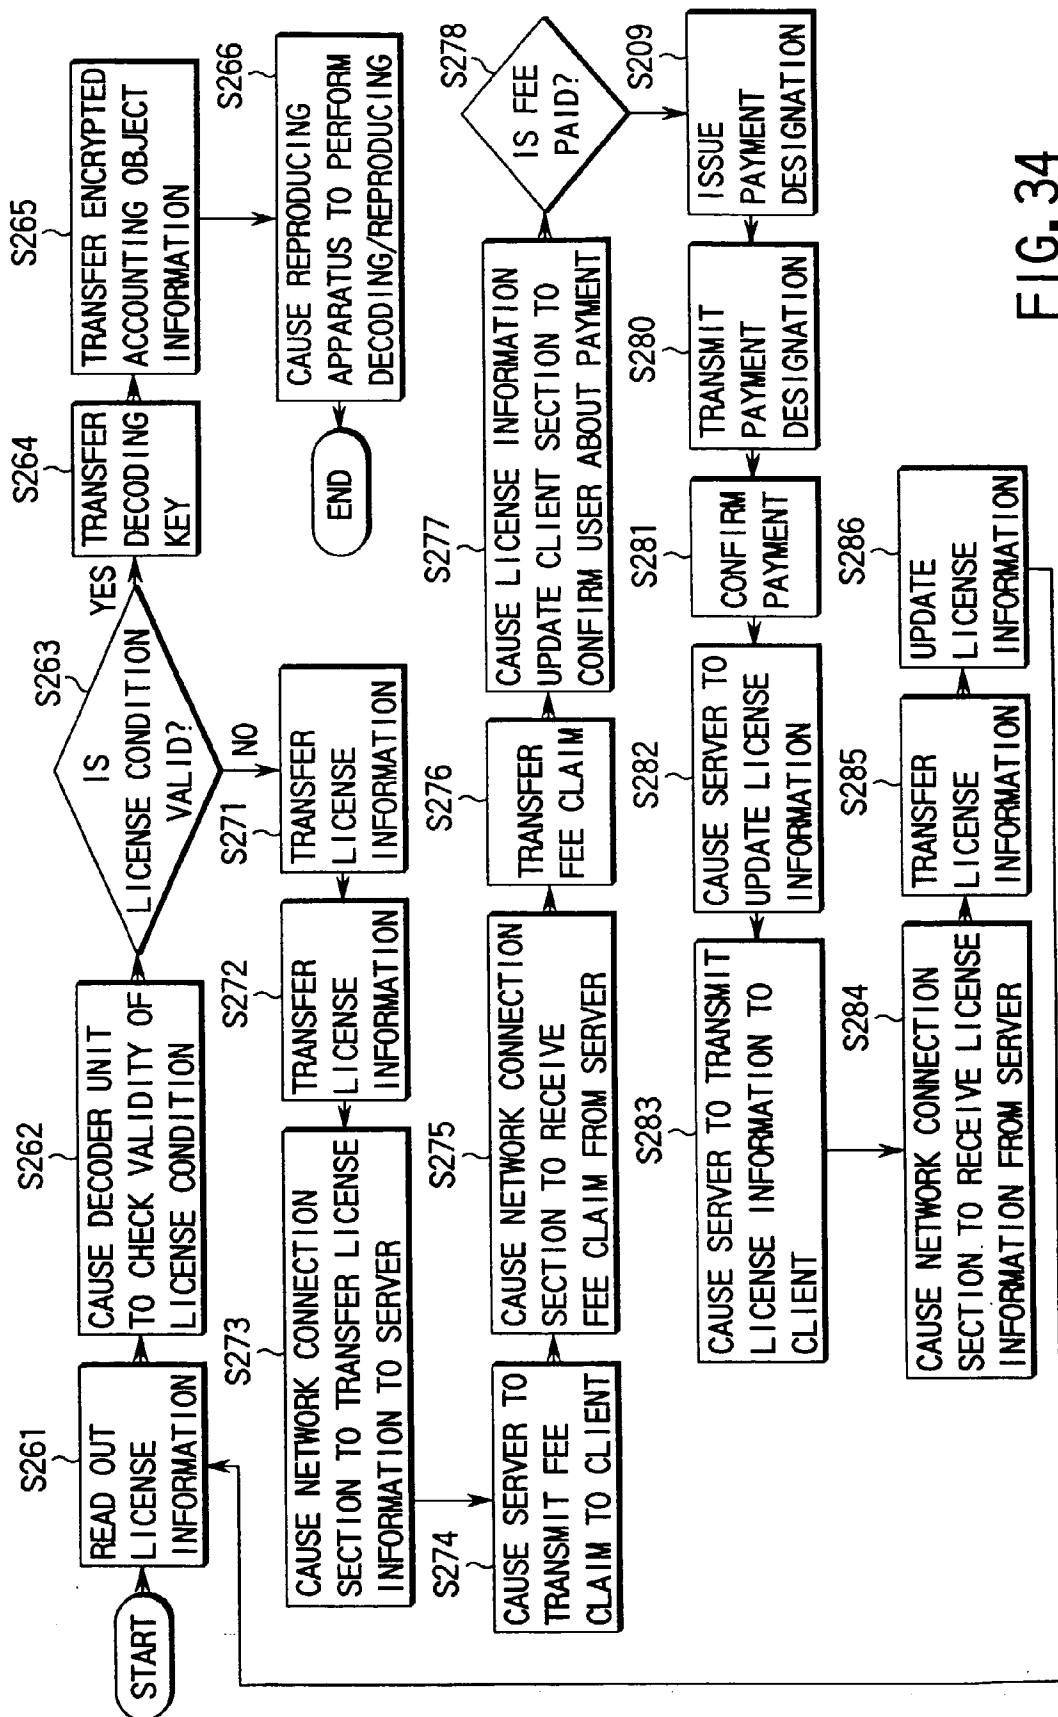 START
S261
READ OUT
LICENSE
INFORMATION
S262
CAUSE DECODER UNIT
TO CHECK VALIDITY OF
LICENSE CONDITION
S263
IS
LICENSE CONDITION
VALID?
YES
NO
S264
TRANSFER
DECODING
KEY
S265
TRANSFER ENCRYPTED
ACCOUNTING OBJECT
INFORMATION
S266
CAUSE REPRODUCING
APPARATUS TO PERFORM
DECODING/REPRODUCING
END
S271
TRANSFER
LICENSE
INFORMATION
S272
TRANSFER
LICENSE
INFORMATION
S273
CAUSE NETWORK CONNECTION
SECTION TO TRANSFER LICENSE
INFORMATION TO SERVER
S274
CAUSE SERVER TO
TRANSMIT FEE
CLAIM TO CLIENT
S275
CAUSE NETWORK CONNECTION
SECTION TO RECEIVE
FEE CLAIM FROM SERVER
S276
TRANSFER
FEE CLAIM
S277
CAUSE LICENSE INFORMATION
UPDATE CLIENT SECTION TO
CONFIRM USER ABOUT PAYMENT
S278
IS FEE
PAID?
S209
ISSUE
PAYMENT
DESIGNATION
S280
TRANSMIT
PAYMENT
DESIGNATION
S281
CONFIRM
PAYMENT
S282
CAUSE SERVER TO
UPDATE LICENSE
INFORMATION
S283
CAUSE SERVER TO TRANSMIT
LICENSE INFORMATION TO
CLIENT
S284
CAUSE NETWORK CONNECTION
SECTION TO RECEIVE LICENSE
INFORMATION FROM SERVER
S285
TRANSFER
LICENSE
INFORMATION
S286
UPDATE
LICENSE
INFORMATION
FIG. 34